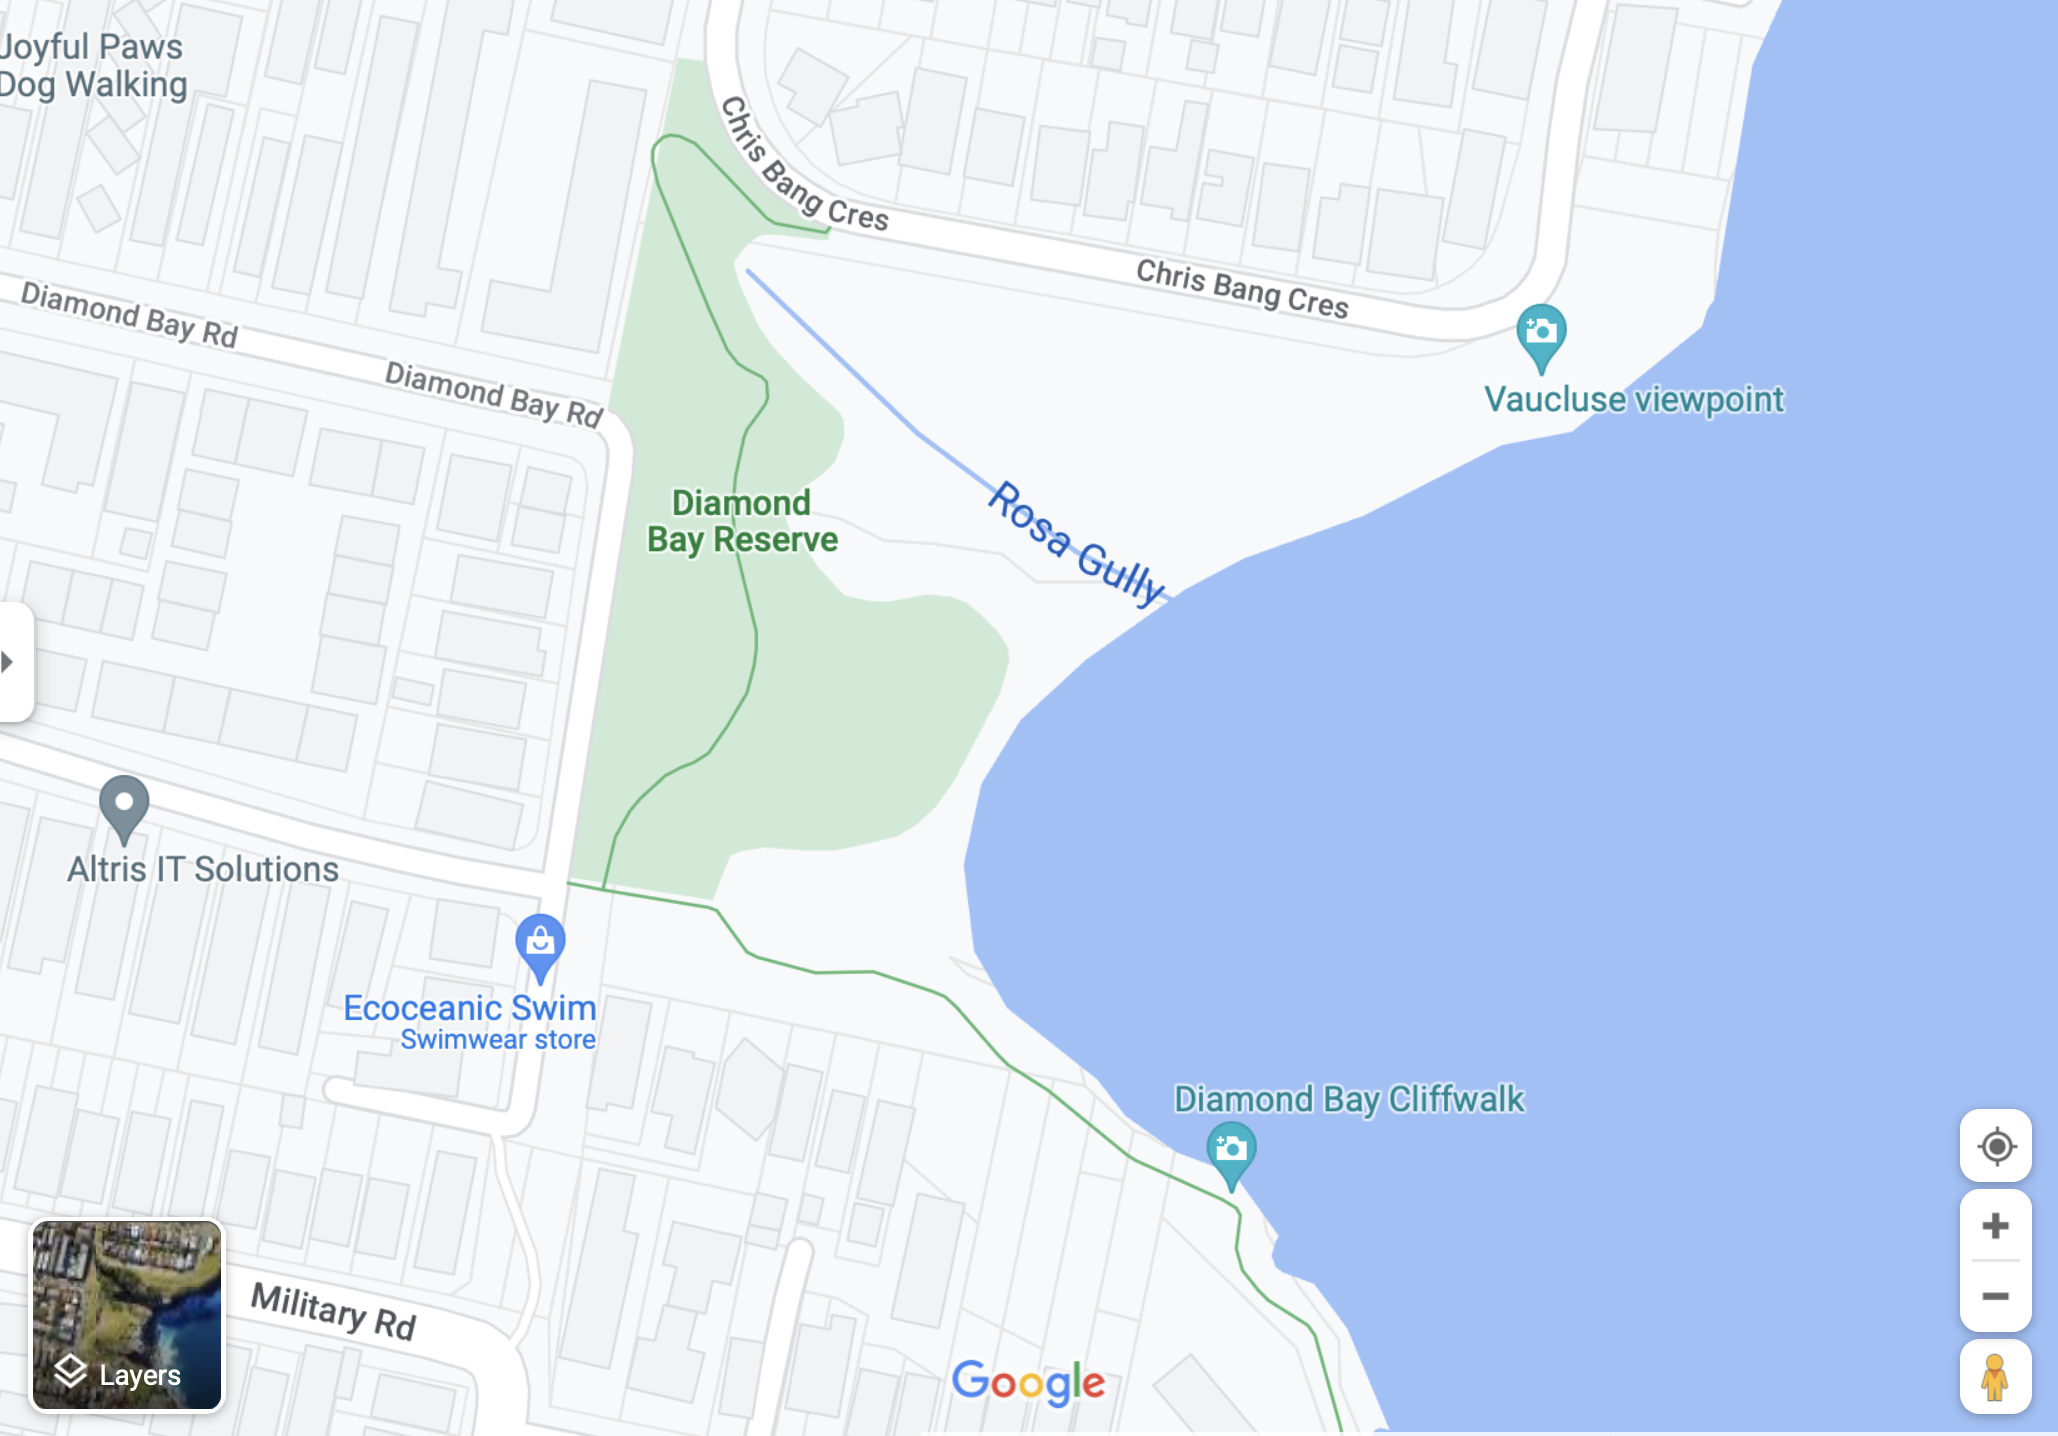 Joyful Paws
Dog Walking
Chris Bang Cres
Chris Bang Cres
Diamond Bay Rd
Diamond Bay Rd
Vaucluse viewpoint
Diamond
Bay Reserve
Rosa Gully
Altris IT Solutions
Ecoceanic Swim
Swimwear store
Diamond Bay Cliffwalk
Military Rd
Layers
Google